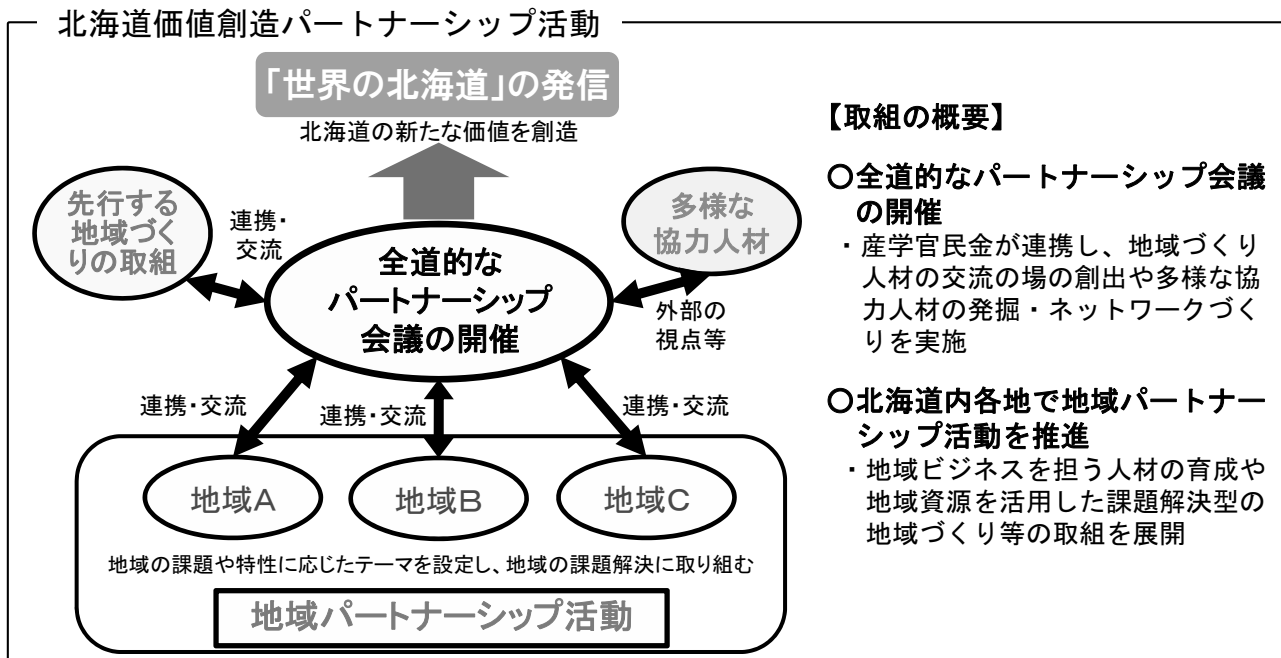 北海道価値創造パートナーシップ活動
「世界の北海道」の発信
北海道の新たな価値を創造
先行する
地域づく
りの取組
連携・
交流
多様な
協力人材
全道的な
パートナーシップ
会議の開催
外部の
視点等
連携・交流
連携・交流
連携・交流
地域A
地域B
地域C
地域の課題や特性に応じたテーマを設定し、地域の課題解決に取り組む
地域パートナーシップ活動
【取組の概要】
〇全道的なパートナーシップ会議
の開催
・産学官民金が連携し、地域づくり
人材の交流の場の創出や多様な協
力人材の発掘・ネットワークづく
りを実施
〇北海道内各地で地域パートナー
シップ活動を推進
・地域ビジネスを担う人材の育成や
地域資源を活用した課題解決型の
地域づくり等の取組を展開